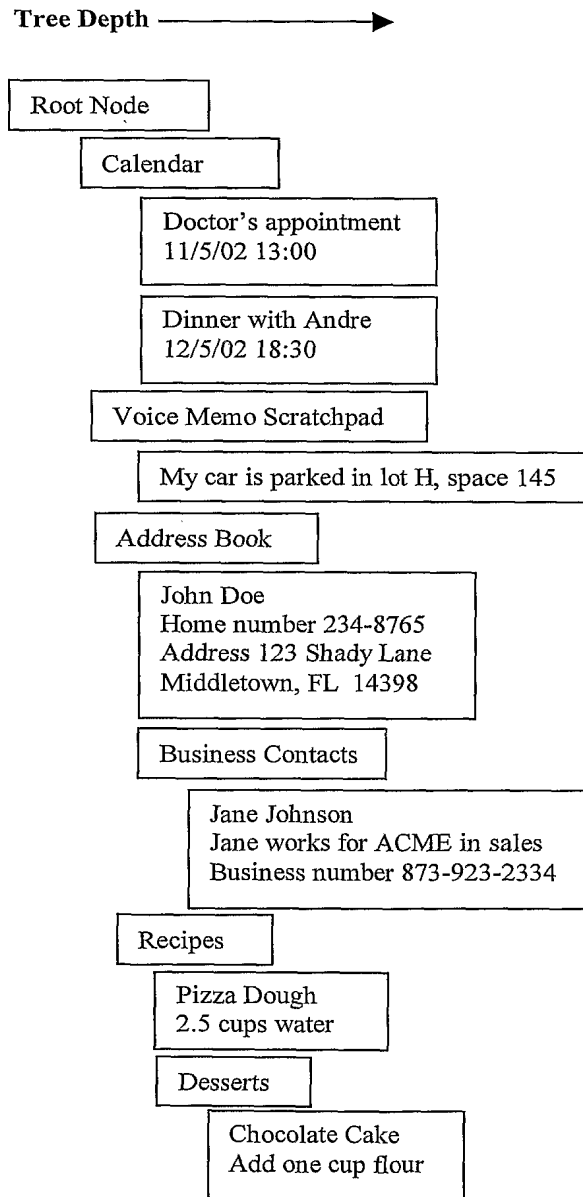 Tree Depth
Root Node
Calendar
Doctor's appointment
11/5/02 13:00
Dinner with Andre
12/5/02 18:30
Voice Memo Scratchpad
My car is parked in lot H, space 145
Address Book
John Doe
Home number 234-8765
Address 123 Shady Lane
Middletown, FL 14398
Business Contacts
Jane Johnson
Jane works for ACME in sales
Business number 873-923-2334
Recipes
Pizza Dough
2.5 cups water
Desserts
Chocolate Cake
Add one cup flour